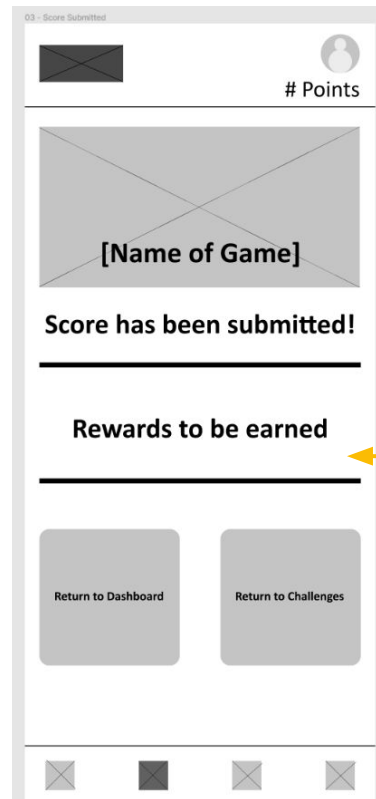 03 - Score Submitted
# Points
[Name of Game]
Score has been submitted!
Rewards to be earned
Return to Dashboard
Return to Challenges